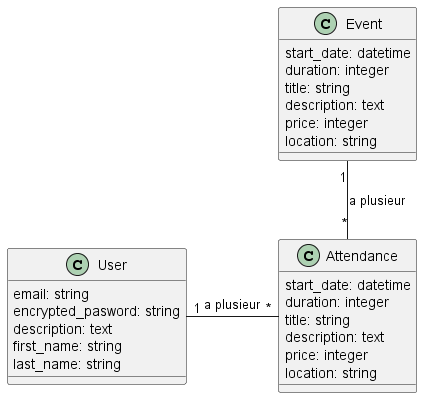 C Event
start_date: datetime
duration: integer
title: string
description: text
price: integer
location: string
1
a plusieur
*
C User
email: string
encrypted_pasword: string
description: text
first_name: string
last_name: string
1 a plusieur *
C Attendance
start_date: datetime
duration: integer
title: string
description: text
price: integer
location: string